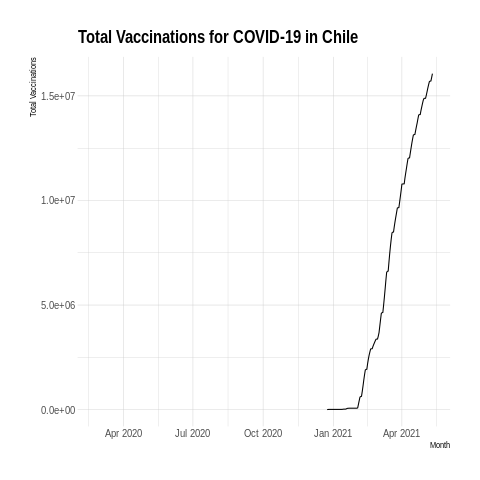 Total Vaccinations for COVID-19 in Chile
Total Vaccinations
1.5e+07
1.0e+07
5.0e+06
0.0e+00
Apr 2020 Jul 2020 Oct 2020 Jan 2021 Apr 2021
Month